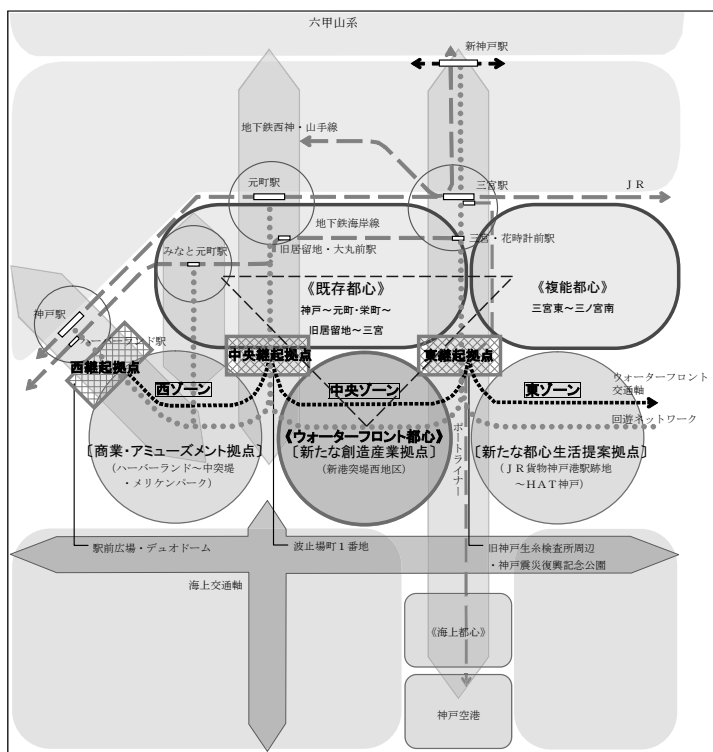 六甲山系
新神戸駅
地下鉄西神・山手線
元町駅
三宮駅
ＪＲ
地下鉄海岸線
旧居留地・大丸前駅
三宮・花時計前駅
みなと元町駅
《既存都心》
神戸〜元町・栄町〜
旧居留地〜三宮
《複能都心》
三宮東〜三ノ宮南
神戸駅
ハーバーランド駅
西継起拠点
中央継起拠点
東継起拠点
西ゾーン
中央ゾーン
東ゾーン
ウォーターフロント
交通軸
回遊ネットワーク
〔商業・アミューズメント拠点〕
（ハーバーランド〜中突堤
・メリケンパーク）
《ウォーターフロント都心》
〔新たな創造産業拠点〕
（新港突堤西地区）
ポートライナー
〔新たな都心生活提案拠点〕
（ＪＲ貨物神戸港駅跡地
〜ＨＡＴ神戸）
駅前広場・デュオドーム
波止場町１番地
旧神戸生糸検査所周辺
・神戸震災復興記念公園
海上交通軸
《海上都心》
神戸空港